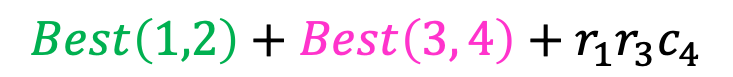 Best(1,2) + Best(3, 4) + r₁r₃c₄